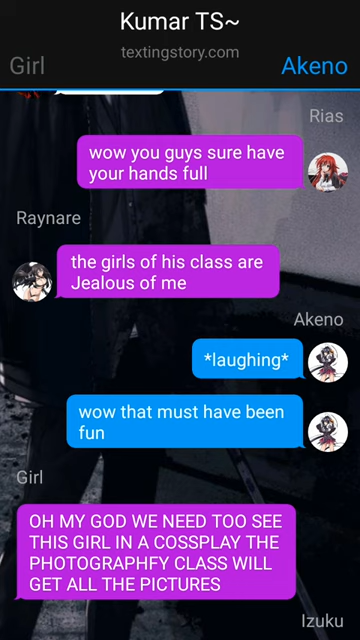 Kumar TS~
textingstory.com
Girl
Akeno
Rias
wow you guys sure have
your hands full
Raynare
the girls of his class are
Jealous of me
Akeno
*laughing*
wow that must have been
fun
Girl
OH MY GOD WE NEED TOO SEE
THIS GIRL IN A COSSPLAY THE
PHOTOGRAPHFY CLASS WILL
GET ALL THE PICTURES
Izuku